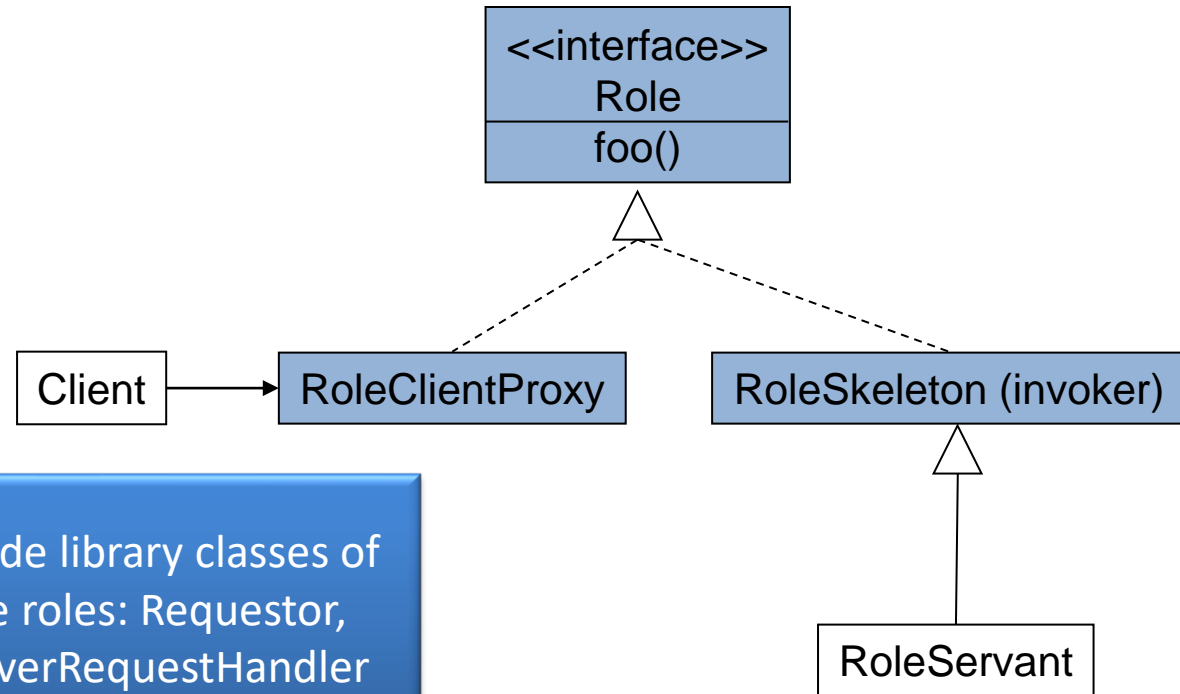 <<interface>>
Role
foo()
Client
RoleClientProxy
RoleSkeleton (invoker)
library classes of
roles: Requestor,
RoleServant